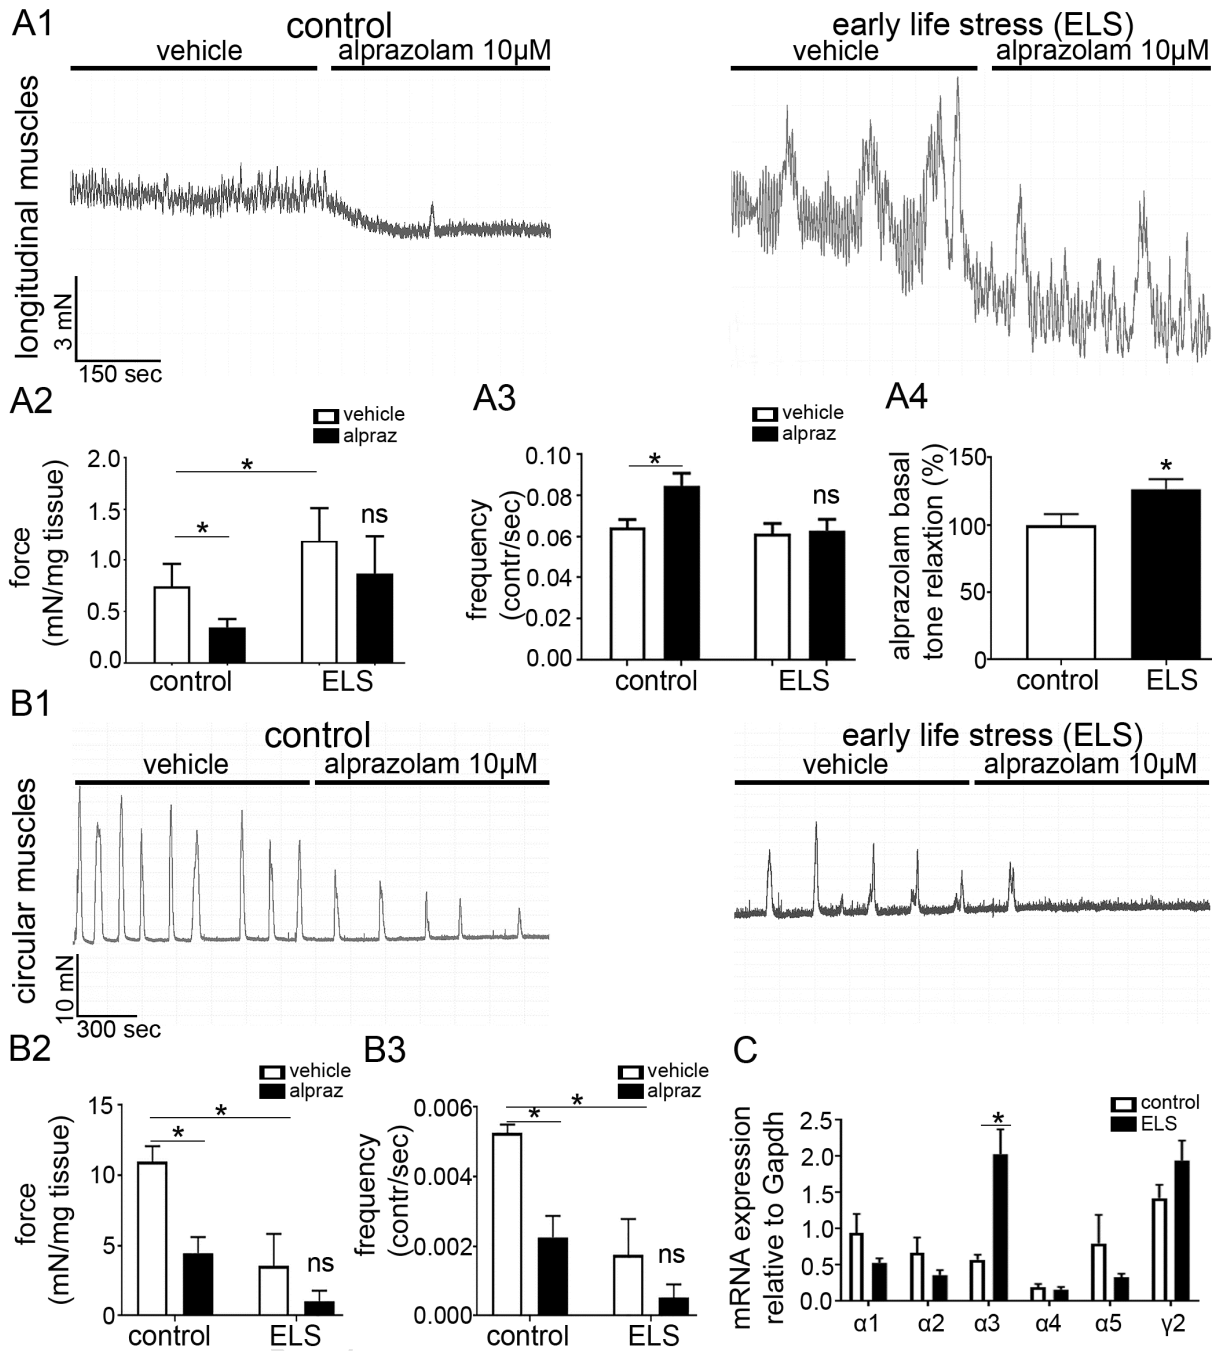 A1
control
early life stress (ELS)
vehicle
alprazolam 10µM
vehicle
alprazolam 10µM
longitudinal muscles
3 mN
150 sec
A2
vehicle
alpraz
force
(mN/mg tissue)
2.0
1.5
1.0
0.5
0.0
*
*
ns
control
ELS
A3
vehicle
alpraz
frequency
(contr/sec)
0.10
0.08
0.06
0.04
0.02
0.00
*
ns
control
ELS
A4
alprazolam basal
tone relaxtion (%)
150
100
50
0
*
control
ELS
B1
control
early life stress (ELS)
vehicle
alprazolam 10µM
vehicle
alprazolam 10µM
circular muscles
10 mN
300 sec
B2
vehicle
alpraz
force
(mN/mg tissue)
15
10
5
0
*
*
ns
control
ELS
B3
vehicle
alpraz
frequency
(contr/sec)
0.006
0.004
0.002
0.000
*
*
ns
control
ELS
C
control
ELS
mRNA expression
relative to Gapdh
2.5
2.0
1.5
1.0
0.5
0.0
*
α1
α2
α3
α4
α5
γ2